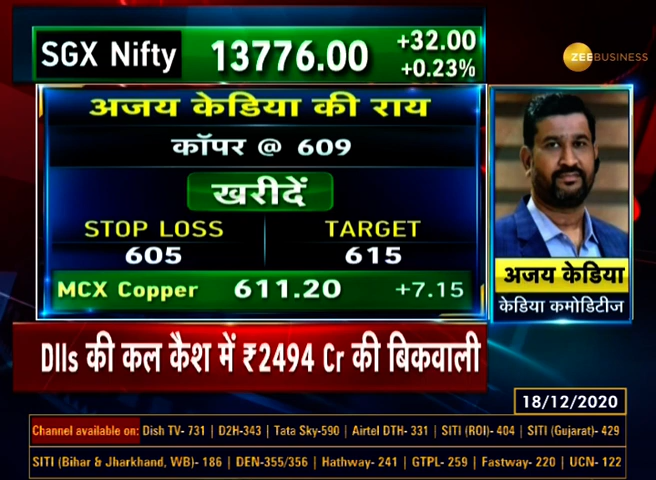 SGX Nifty 13776.00 +32.00
+0.23%
ZEEBUSINESS
अजय केडिया की राय
कॉपर @ 609
खरीदें
STOP LOSS TARGET
605 615
MCX Copper 611.20 +7.15
अजय केडिया
केडिया कमोडिटीज
DIIs की कल कैश में ₹2494 Cr की बिकवाली
18/12/2020
Channel available on: Dish TV- 731 | D2H-343 | Tata Sky-590 | Airtel DTH- 331 | SITI (ROI)- 404 | SITI (Gujarat)- 429
SITI (Bihar & Jharkhand, WB)- 186 | DEN-355/356 | Hathway- 241 | GTPL- 259 | Fastway- 220 | UCN- 122